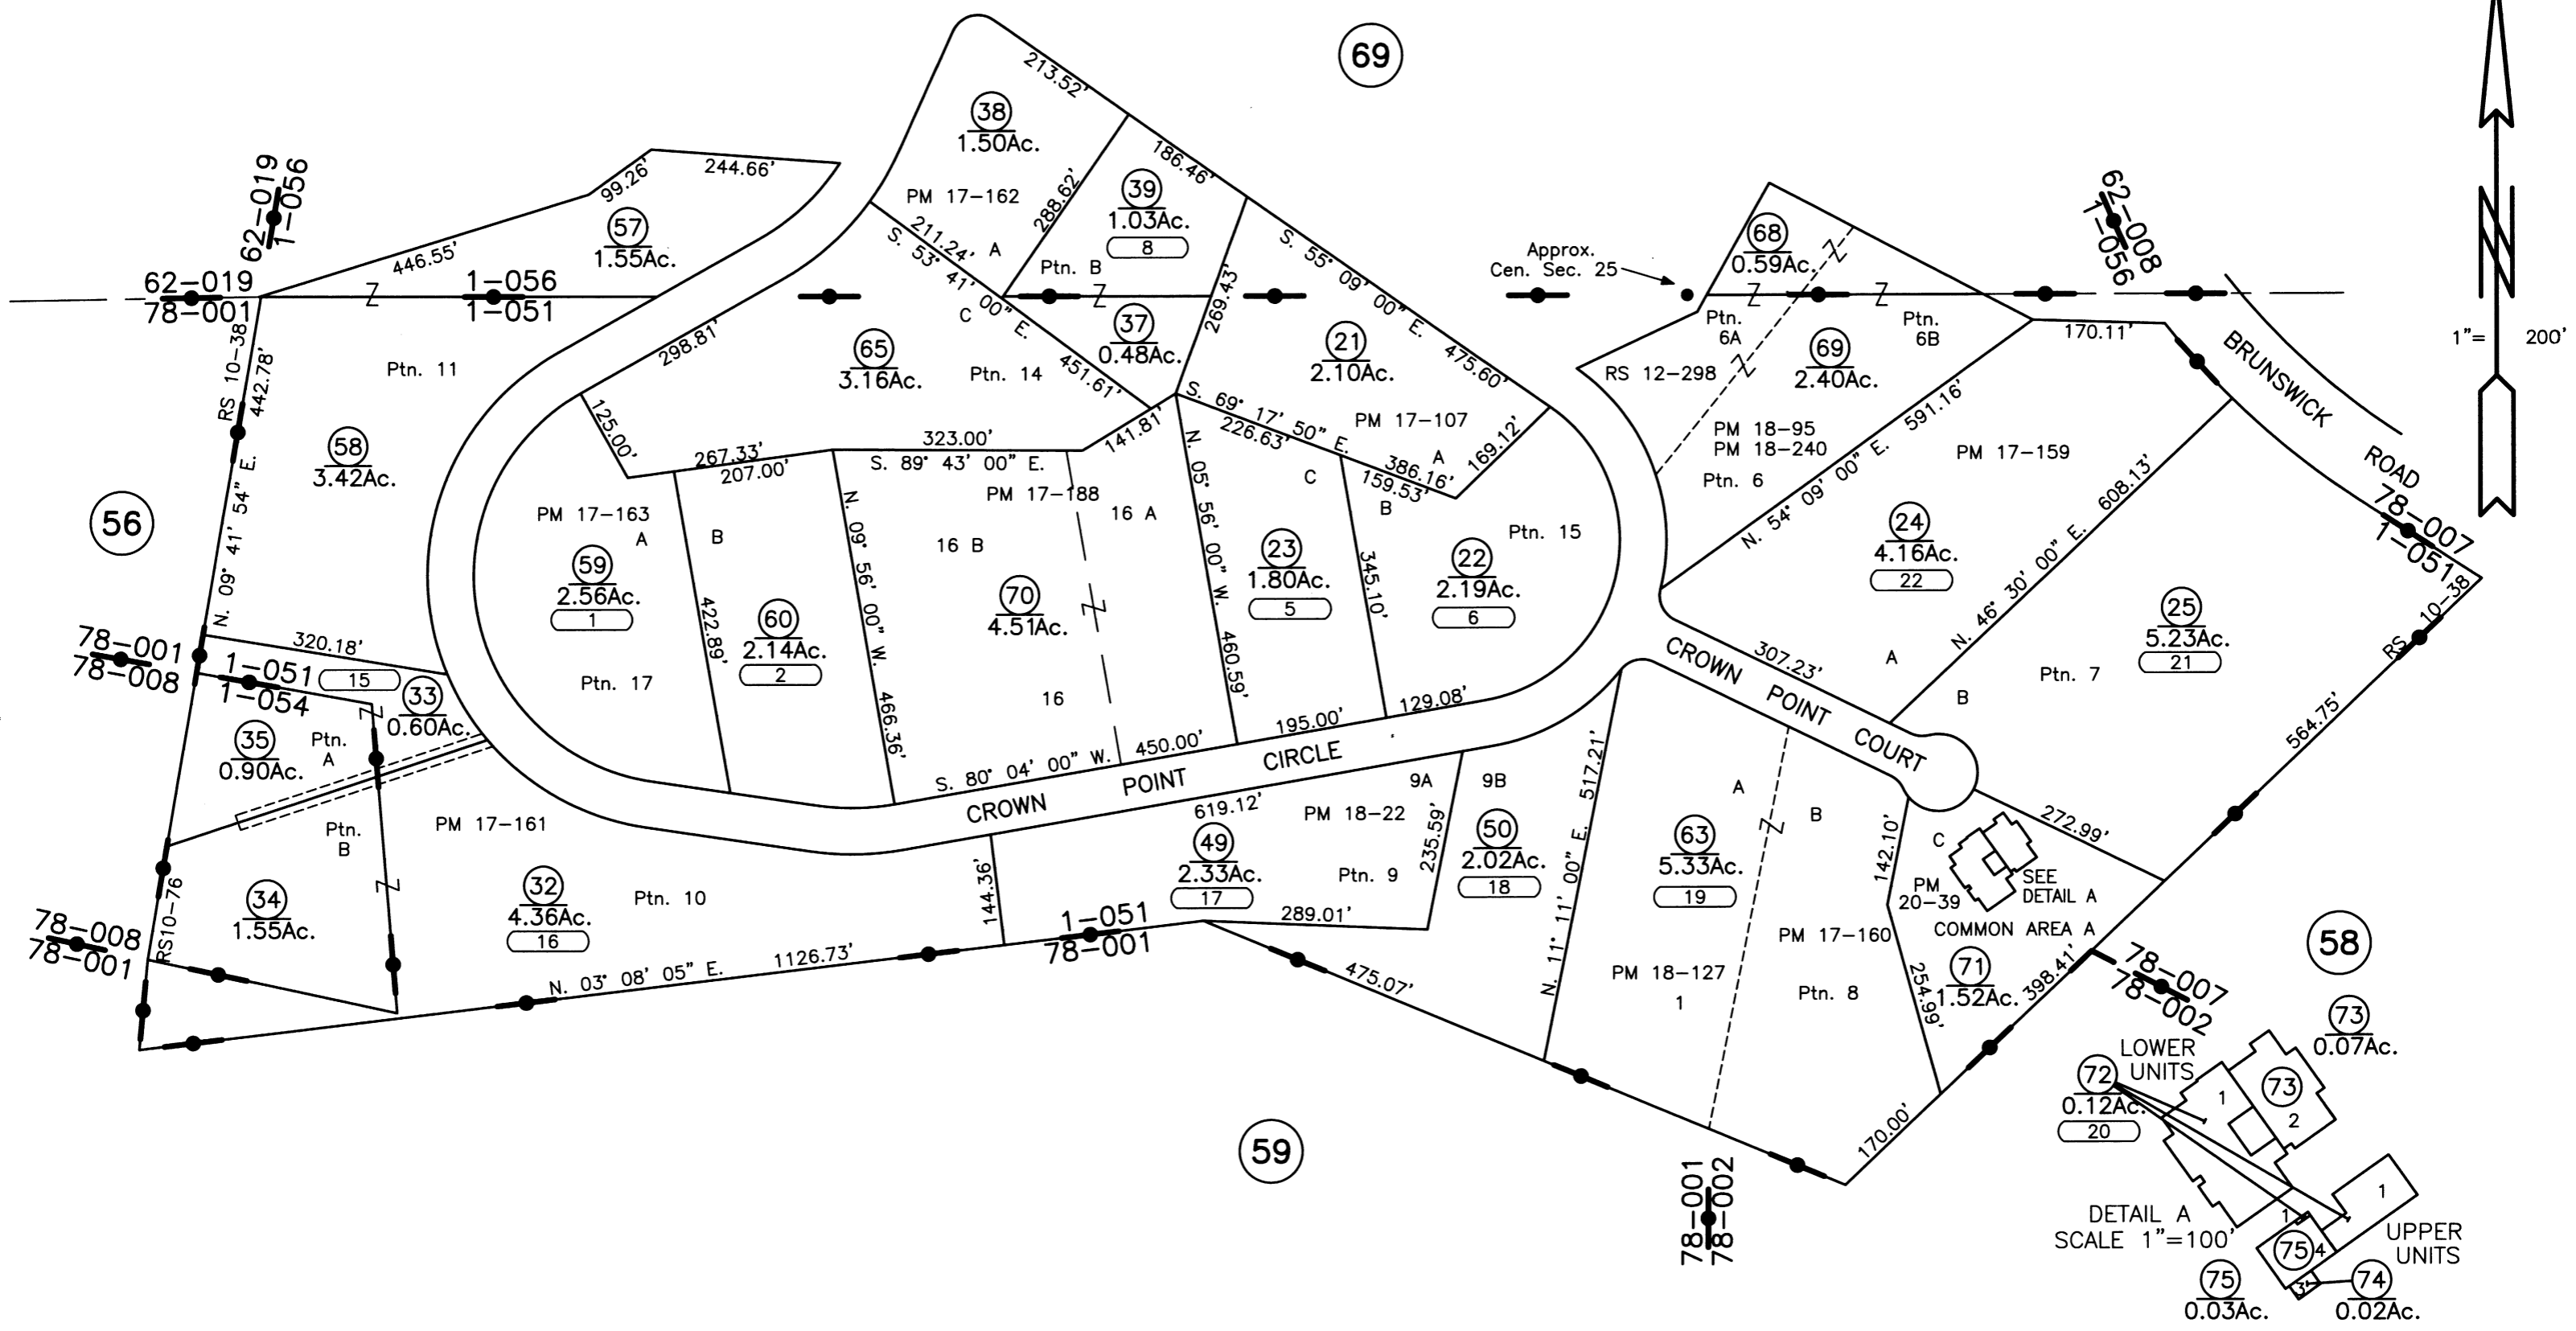 69
213.52'
38
1.50Ac.
PM 17-162
A
211.24'
S. 53° 41' 00" E.
451.61'
288.62'
186.46'
39
1.03Ac.
8
Ptn. B
269.43'
37
0.48Ac.
C
62-019
1-056
62-019
78-001
1-056
1-051
446.55'
99.26'
244.66'
57
1.55Ac.
298.81'
65
3.16Ac.
Ptn. 14
S. 55° 09' 00" E.
475.60'
21
2.10Ac.
PM 17-107
A
169.12'
S. 69° 17' 50" E.
226.63'
386.16'
159.53'
Approx.
Cen. Sec. 25
68
0.59Ac.
Ptn.
6A
Ptn.
6B
69
2.40Ac.
RS 12-298
PM 18-95
PM 18-240
Ptn. 6
62-008
1-056
170.11'
BRUNSWICK ROAD
1"= 200'
RS 10-38
442.78'
N. 09° 41' 54" E.
Ptn. 11
58
3.42Ac.
56
125.00'
267.33'
207.00'
323.00'
S. 89° 43' 00" E.
141.81'
PM 17-163
A
59
2.56Ac.
1
Ptn. 17
B
422.89'
60
2.14Ac.
2
N. 09° 56' 00" W.
466.36'
PM 17-188
16 A
16 B
70
4.51Ac.
16
N. 05° 56' 00" W.
460.59'
C
23
1.80Ac.
5
345.10'
B
22
2.19Ac.
6
Ptn. 15
N. 54° 09' 00" E.
591.16'
PM 17-159
24
4.16Ac.
22
A
N. 46° 30' 00" E.
608.13'
78-007
1-051
RS 10-38
25
5.23Ac.
21
Ptn. 7
B
564.75'
307.23'
CROWN POINT COURT
78-001
78-008
320.18'
1-051
1-054
15
33
0.60Ac.
35
0.90Ac.
Ptn.
A
S. 80° 04' 00" W.
450.00'
195.00'
129.08'
CROWN POINT CIRCLE
619.12'
Ptn.
B
PM 17-161
34
1.55Ac.
RS10-76
78-008
78-001
32
4.36Ac.
16
Ptn. 10
N. 03° 08' 05" E.
1126.73'
144.36'
1-051
78-001
49
2.33Ac.
17
PM 18-22
Ptn. 9
9A
9B
235.59'
289.01'
50
2.02Ac.
18
475.07'
N. 11° 11' 00" E.
517.21'
63
5.33Ac.
19
A
B
PM 18-127
1
PM 17-160
Ptn. 8
142.10'
254.99'
C
PM
20-39
SEE
DETAIL A
COMMON AREA A
71
1.52Ac.
272.99'
398.41'
170.00'
78-007
78-002
58
59
78-001
78-002
73
0.07Ac.
LOWER
UNITS
72
0.12Ac.
20
1
73
2
1
1
75
4
3
DETAIL A
SCALE 1"=100'
UPPER
UNITS
75
0.03Ac.
74
0.02Ac.